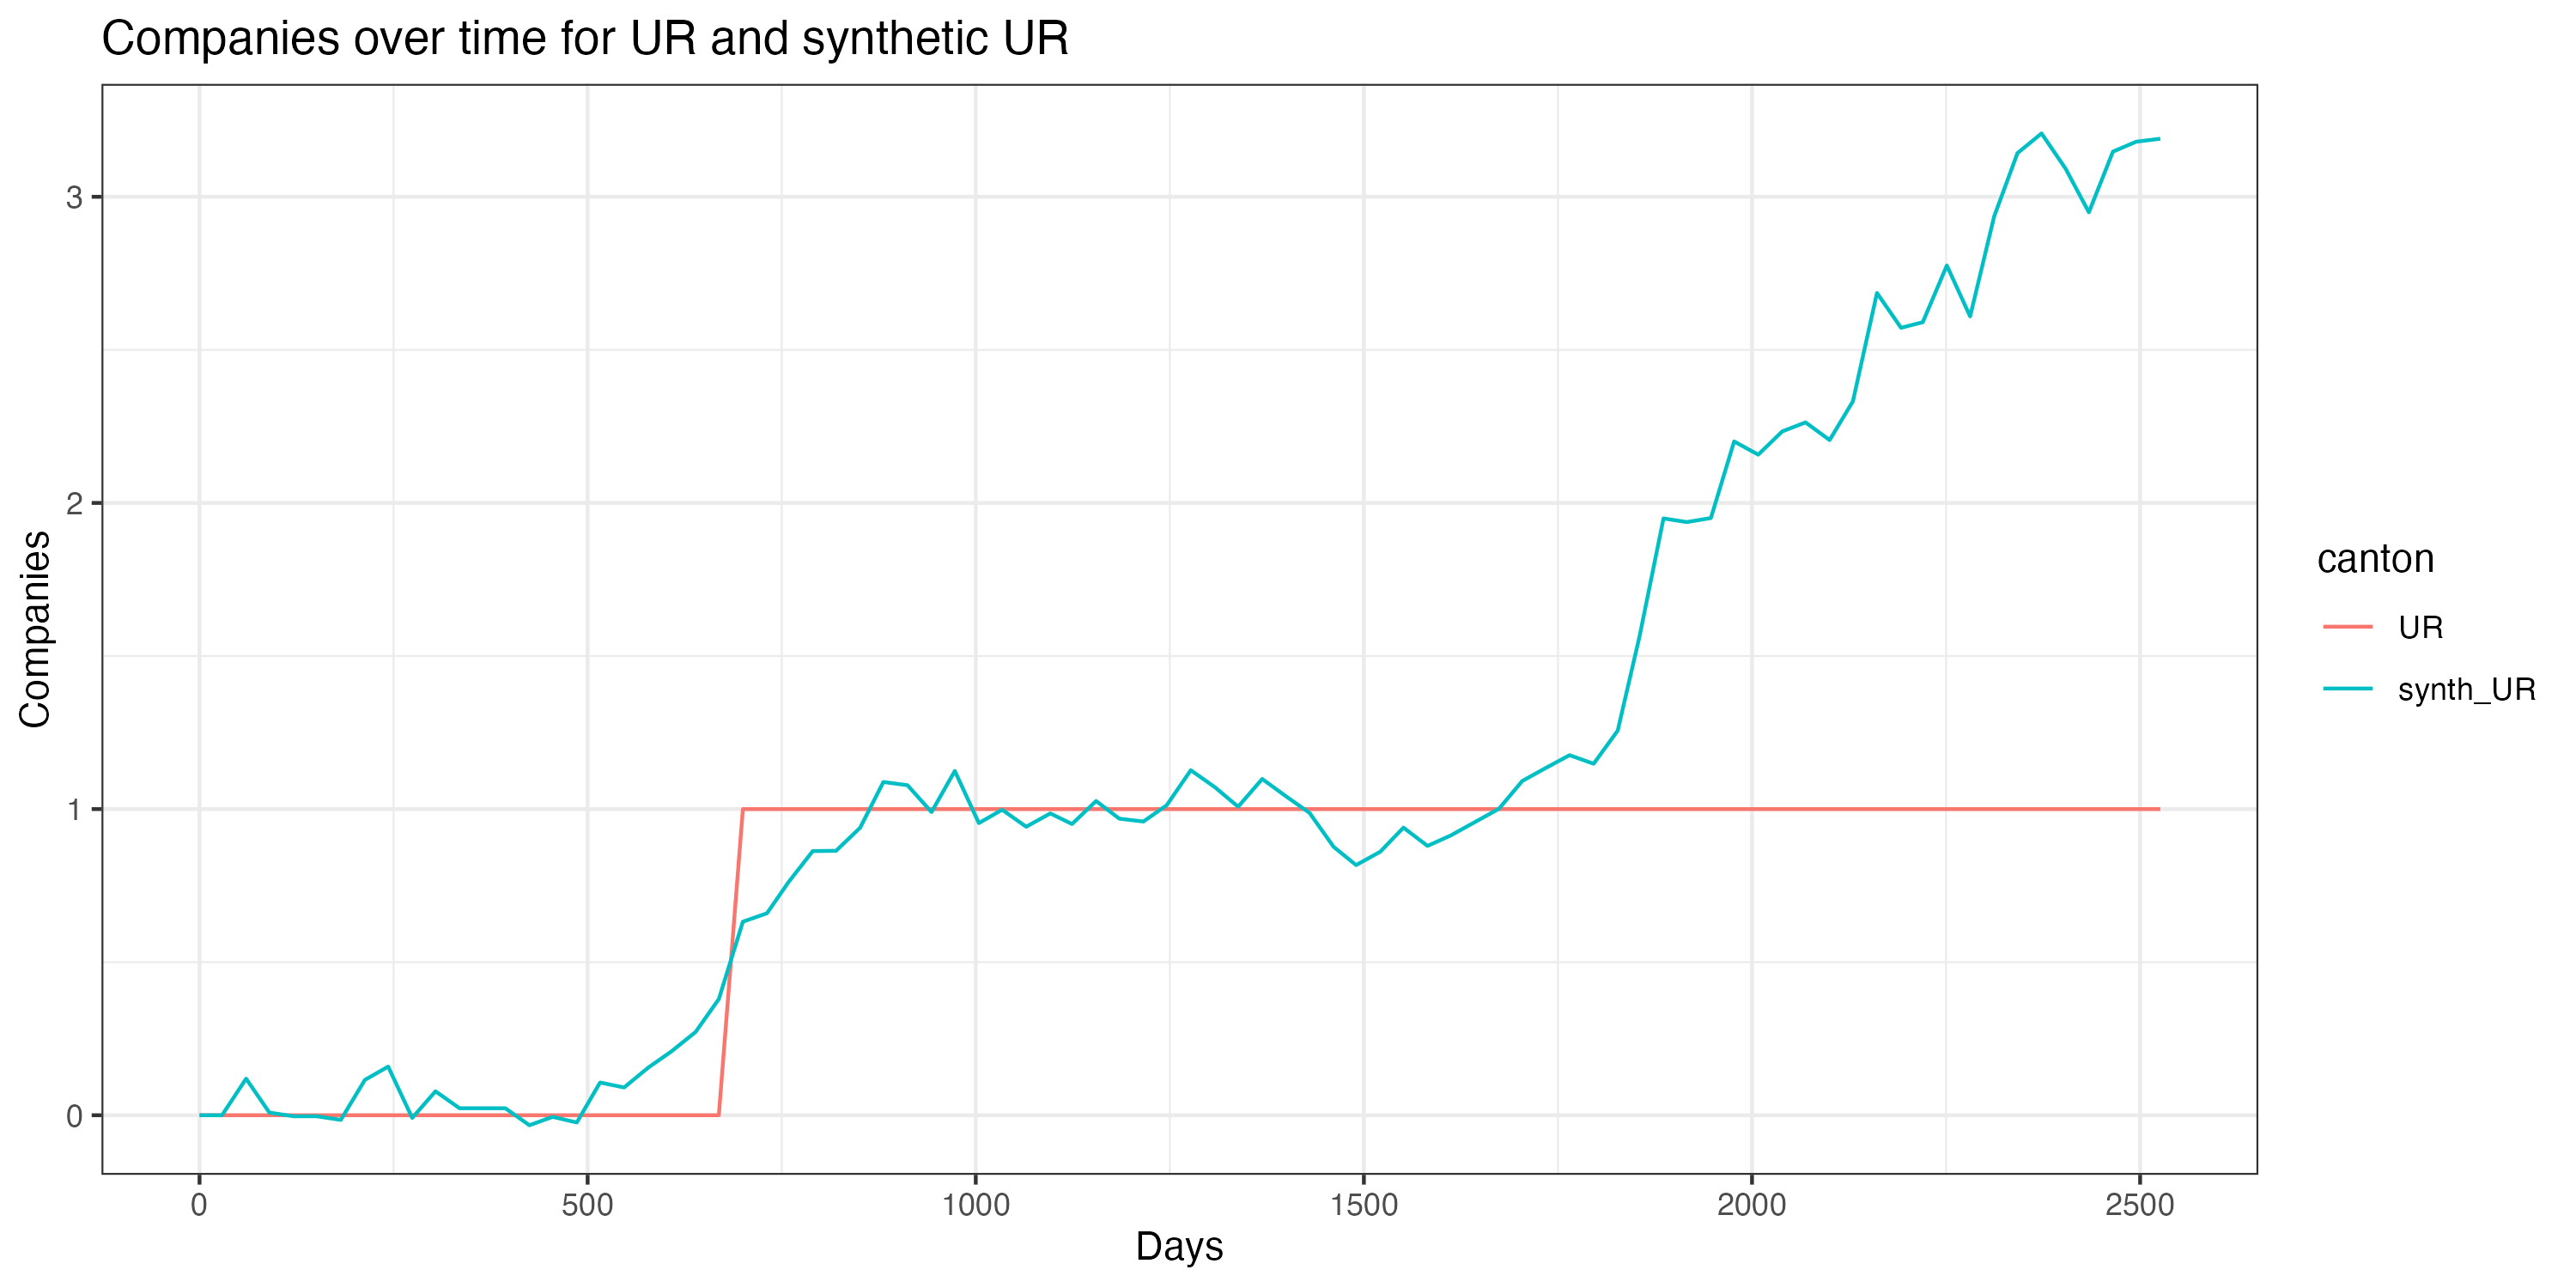 Companies over time for UR and synthetic UR
Companies
3
2
1
0
0
500
1000
1500
2000
2500
Days
canton
UR
synth_UR